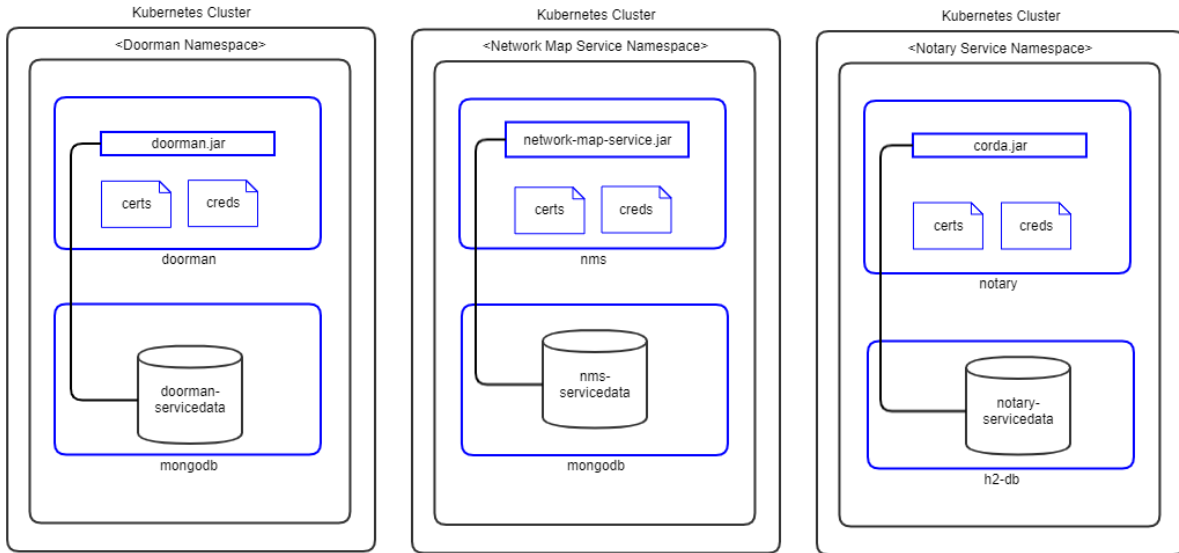 Kubernetes Cluster
<Doorman Namespace>
doorman.jar
certs
creds
doorman
doorman-
servicedata
mongodb
Kubernetes Cluster
<Network Map Service Namespace>
network-map-service.jar
certs
creds
nms
nms-
servicedata
mongodb
Kubernetes Cluster
<Notary Service Namespace>
corda.jar
certs
creds
notary
notary-
servicedata
h2-db